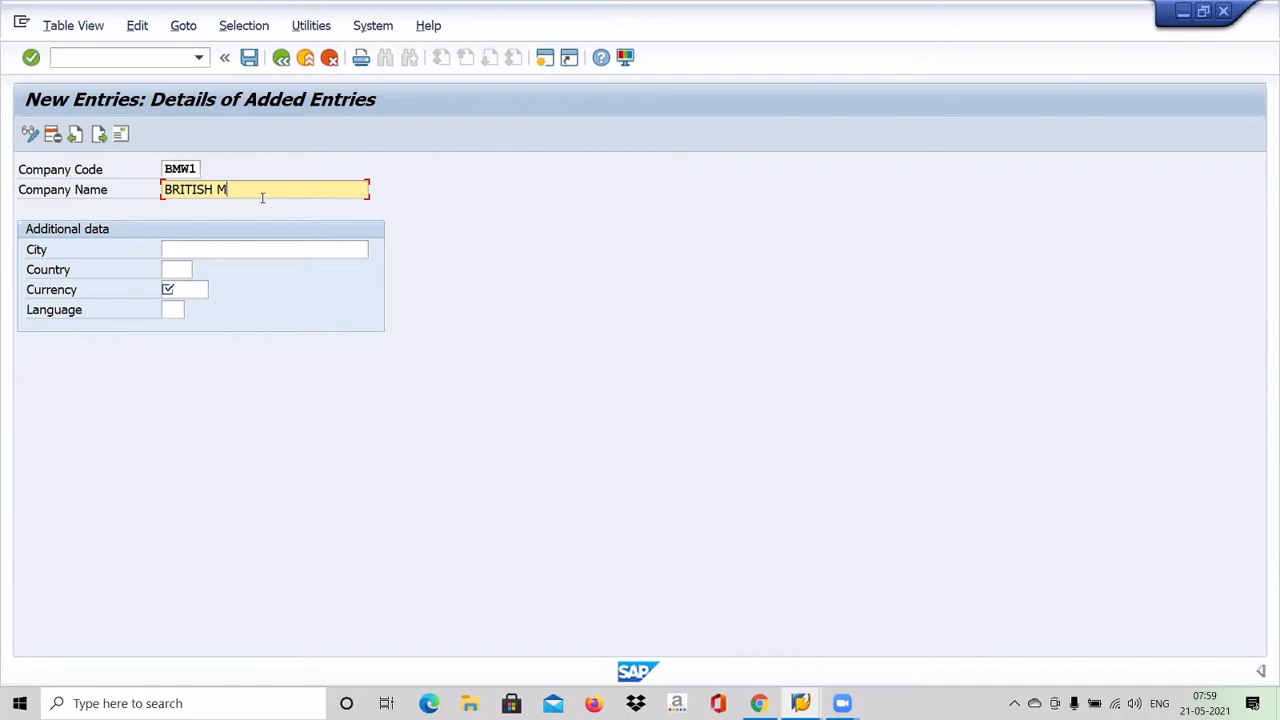 Table View Edit Goto Selection Utilities System Help
New Entries: Details of Added Entries
Company Code BMW1
Company Name BRITISH M
Additional data
City
Country
Currency
Language
SAP
Type here to search
ENG
07:59
21-05-2021